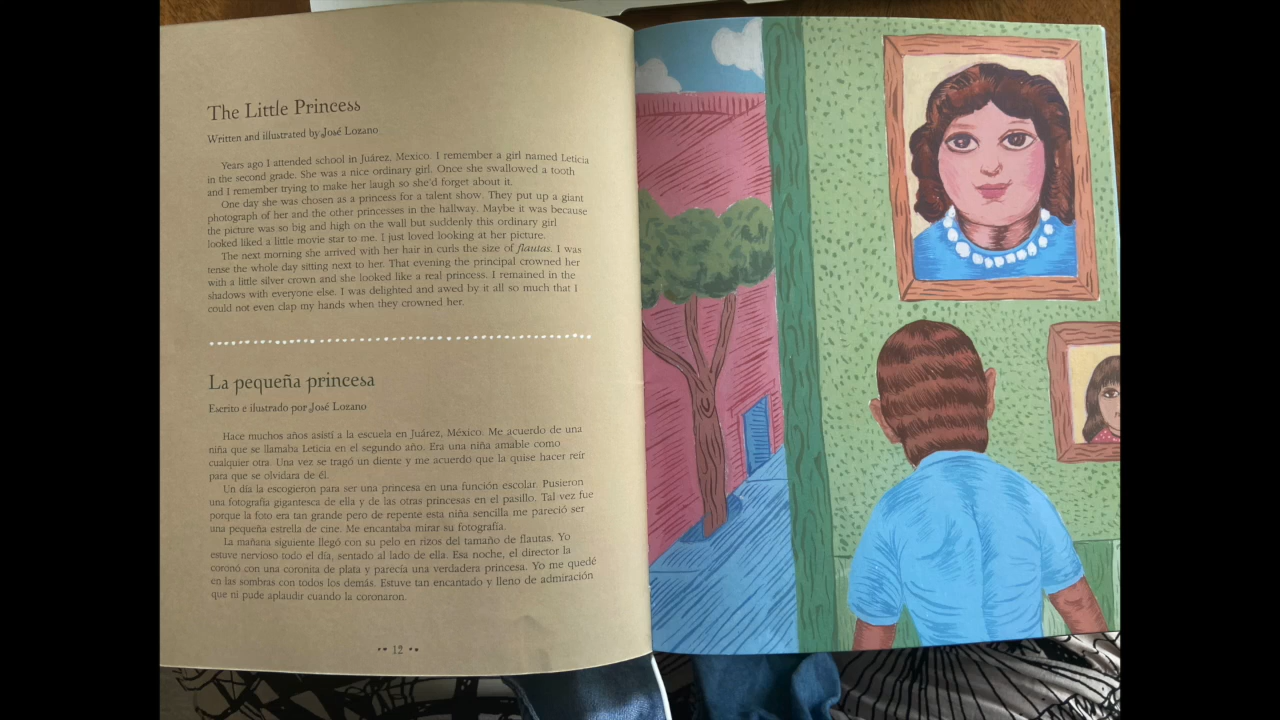 The Little Princess
Written and illustrated by José Lozano
Years ago I attended school in Juárez, Mexico. I remember a girl named Leticia
in the second grade. She was a nice ordinary girl. Once she swallowed a tooth
and I remember trying to make her laugh so she'd forget about it.
One day she was chosen as a princess for a talent show. They put up a giant
photograph of her and the other princesses in the hallway. Maybe it was because
the picture was so big and high on the wall but suddenly this ordinary girl
looked liked a little movie star to me. I just loved looking at her picture.
The next morning she arrived with her hair in curls the size of flautas. I was
tense the whole day sitting next to her. That evening the principal crowned her
with a little silver crown and she looked like a real princess. I remained in the
shadows with everyone else. I was delighted and awed by it all so much that I
could not even clap my hands when they crowned her.
La pequeña princesa
Escrito e ilustrado por José Lozano
Hace muchos años asistí a la escuela en Juárez, México. Me acuerdo de una
niña que se llamaba Leticia en el segundo año. Era una niña amable como
cualquier otra. Una vez se tragó un diente y me acuerdo que la quise hacer reír
para que se olvidara de él.
Un día la escogieron para ser una princesa en una función escolar. Pusieron
una fotografía gigantesca de ella y de las otras princesas en el pasillo. Tal vez fue
porque la foto era tan grande pero de repente esta niña sencilla me pareció ser
una pequeña estrella de cine. Me encantaba mirar su fotografía.
La mañana siguiente llegó con su pelo en rizos del tamaño de flautas. Yo
estuve nervioso todo el día, sentado al lado de ella. Esa noche, el director la
coronó con una coronita de plata y parecía una verdadera princesa. Yo me quedé
en las sombras con todos los demás. Estuve tan encantado y lleno de admiración
que ni pude aplaudir cuando la coronaron.
12